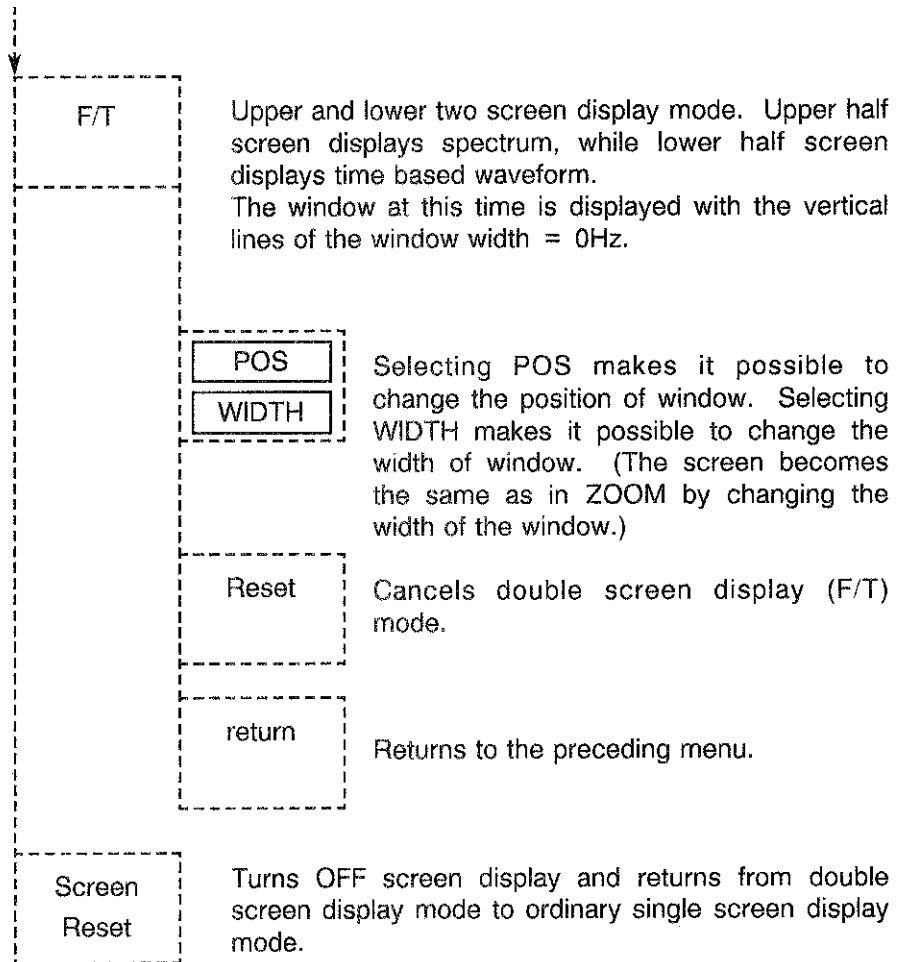 F/T
Upper and lower two screen display mode. Upper half
screen displays spectrum, while lower half screen
displays time based waveform.
The window at this time is displayed with the vertical
lines of the window width = 0Hz.
POS
WIDTH
Selecting POS makes it possible to
change the position of window. Selecting
WIDTH makes it possible to change the
width of window. (The screen becomes
the same as in ZOOM by changing the
width of the window.)
Reset
Cancels double screen display (F/T)
mode.
return
Returns to the preceding menu.
Screen
Reset
Turns OFF screen display and returns from double
screen display mode to ordinary single screen display
mode.